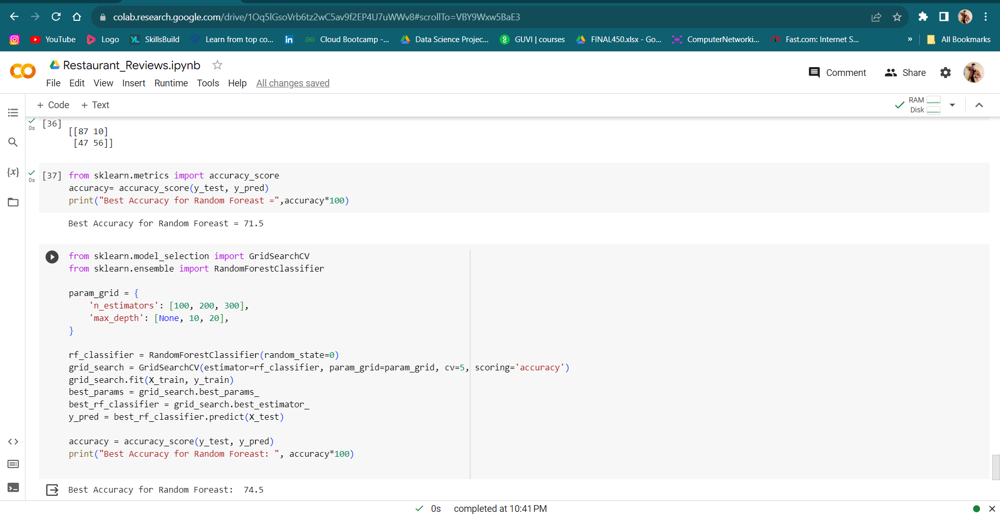 colab.research.google.com/drive/1Oq5lGsoVrb6tz2wC5av9f2EP4U7uWWv8#scrollTo=VBY9Wxw5BaE3
YouTube Logo SkillsBuild Learn from top co... Cloud Bootcamp -... Data Science Projec... GUVI | courses FINAL450.xlsx - Go... ComputerNetworki... Fast.com: Internet S... » All Bookmarks
Restaurant_Reviews.ipynb
Comment Share
File Edit View Insert Runtime Tools Help All changes saved
+ Code + Text
RAM
Disk
[36]
0s
[[87 10]
 [47 56]]
[37] from sklearn.metrics import accuracy_score
0s
accuracy= accuracy_score(y_test, y_pred)
print("Best Accuracy for Random Foreast =",accuracy*100)
Best Accuracy for Random Foreast = 71.5
from sklearn.model_selection import GridSearchCV
from sklearn.ensemble import RandomForestClassifier
param_grid = {
    'n_estimators': [100, 200, 300],
    'max_depth': [None, 10, 20],
}
rf_classifier = RandomForestClassifier(random_state=0)
grid_search = GridSearchCV(estimator=rf_classifier, param_grid=param_grid, cv=5, scoring='accuracy')
grid_search.fit(X_train, y_train)
best_params = grid_search.best_params_
best_rf_classifier = grid_search.best_estimator_
y_pred = best_rf_classifier.predict(X_test)
accuracy = accuracy_score(y_test, y_pred)
print("Best Accuracy for Random Foreast: ", accuracy*100)
Best Accuracy for Random Foreast:  74.5
0s completed at 10:41 PM